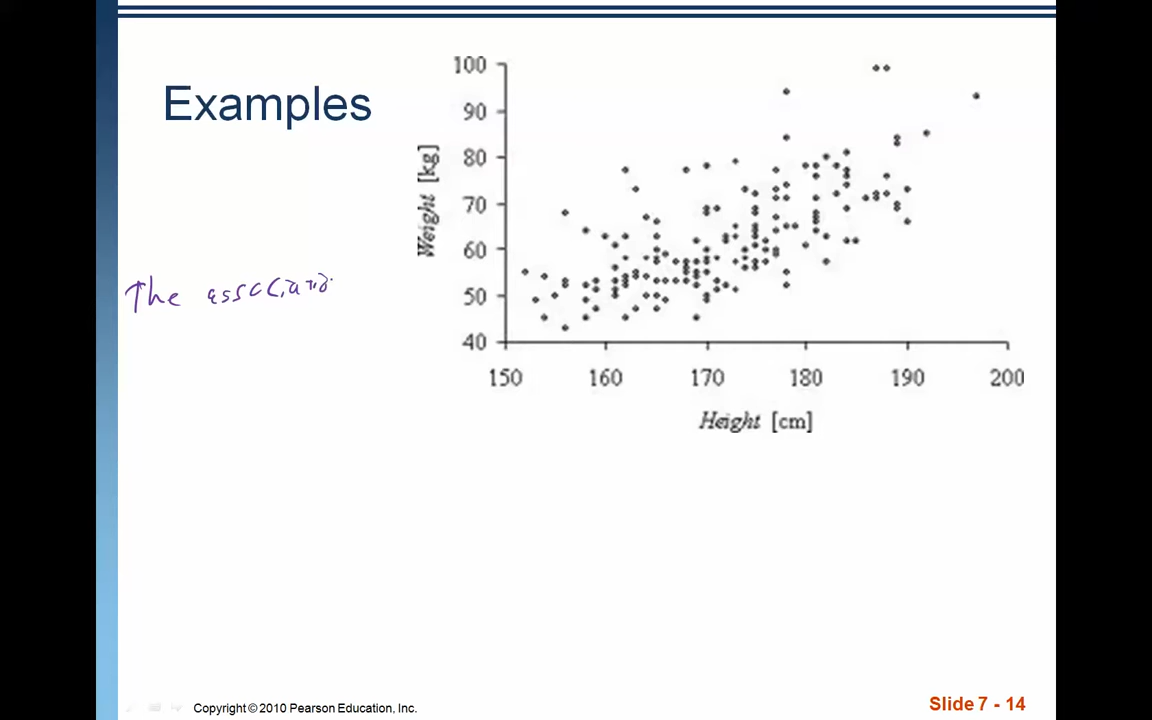 Examples
100
90
80
70
60
50
40
Weight [kg]
150 160 170 180 190 200
Height [cm]
The
Copyright © 2010 Pearson Education, Inc.
Slide 7 - 14